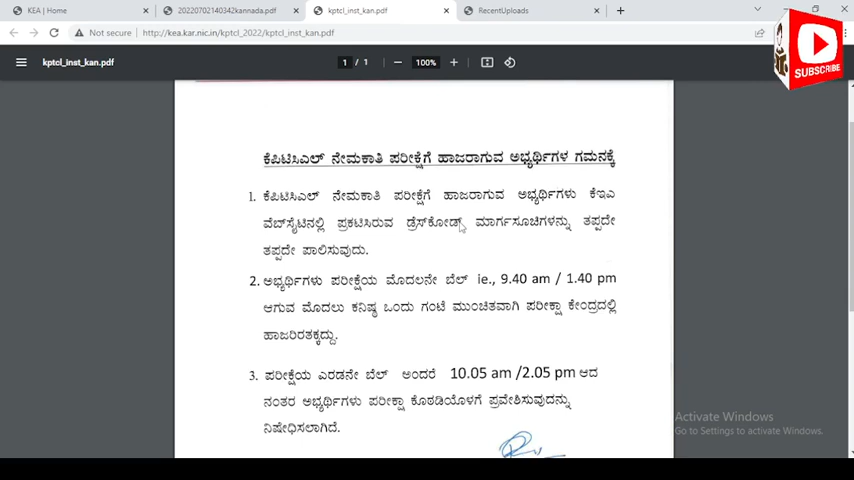 KEA | Home
20220702140342kannada.pdf
kptcl_inst_kan.pdf
RecentUploads
Not secure | http://kea.kar.nic.in/kptcl_2022/kptcl_inst_kan.pdf
kptcl_inst_kan.pdf
1 / 1
100%
SUBSCRIBE
ಕೆಪಿಟಿಸಿಎಲ್ ನೇಮಕಾತಿ ಪರೀಕ್ಷೆಗೆ ಹಾಜರಾಗುವ ಅಭ್ಯರ್ಥಿಗಳ ಗಮನಕ್ಕೆ
1. ಕೆಪಿಟಿಸಿಎಲ್ ನೇಮಕಾತಿ ಪರೀಕ್ಷೆಗೆ ಹಾಜರಾಗುವ ಅಭ್ಯರ್ಥಿಗಳು ಕೆಇಎ
ವೆಬ್‌ಸೈಟಿನಲ್ಲಿ ಪ್ರಕಟಿಸಿರುವ ಡ್ರೆಸ್‌ಕೋಡ್ಸ್ ಮಾರ್ಗಸೂಚಿಗಳನ್ನು ತಪ್ಪದೇ
ತಪ್ಪದೇ ಪಾಲಿಸುವುದು.
2. ಅಭ್ಯರ್ಥಿಗಳು ಪರೀಕ್ಷೆಯ ಮೊದಲನೇ ಬೆಲ್ ie., 9.40 am / 1.40 pm
ಆಗುವ ಮೊದಲು ಕನಿಷ್ಠ ಒಂದು ಗಂಟೆ ಮುಂಚಿತವಾಗಿ ಪರೀಕ್ಷಾ ಕೇಂದ್ರದಲ್ಲಿ
ಹಾಜರಿರತಕ್ಕದ್ದು.
3. ಪರೀಕ್ಷೆಯ ಎರಡನೇ ಬೆಲ್ ಅಂದರೆ 10.05 am /2.05 pm ಆದ
ನಂತರ ಅಭ್ಯರ್ಥಿಗಳು ಪರೀಕ್ಷಾ ಕೊಠಡಿಯೊಳಗೆ ಪ್ರವೇಶಿಸುವುದನ್ನು
ನಿಷೇಧಿಸಲಾಗಿದೆ.
Activate Windows
Go to Settings to activate Windows.